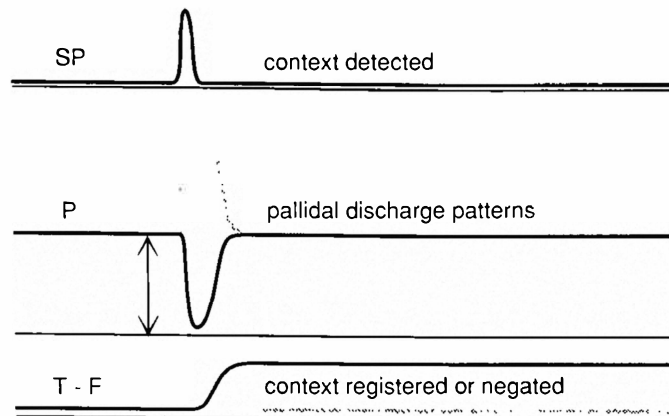 SP context detected
P pallidal discharge patterns
T - F context registered or negated